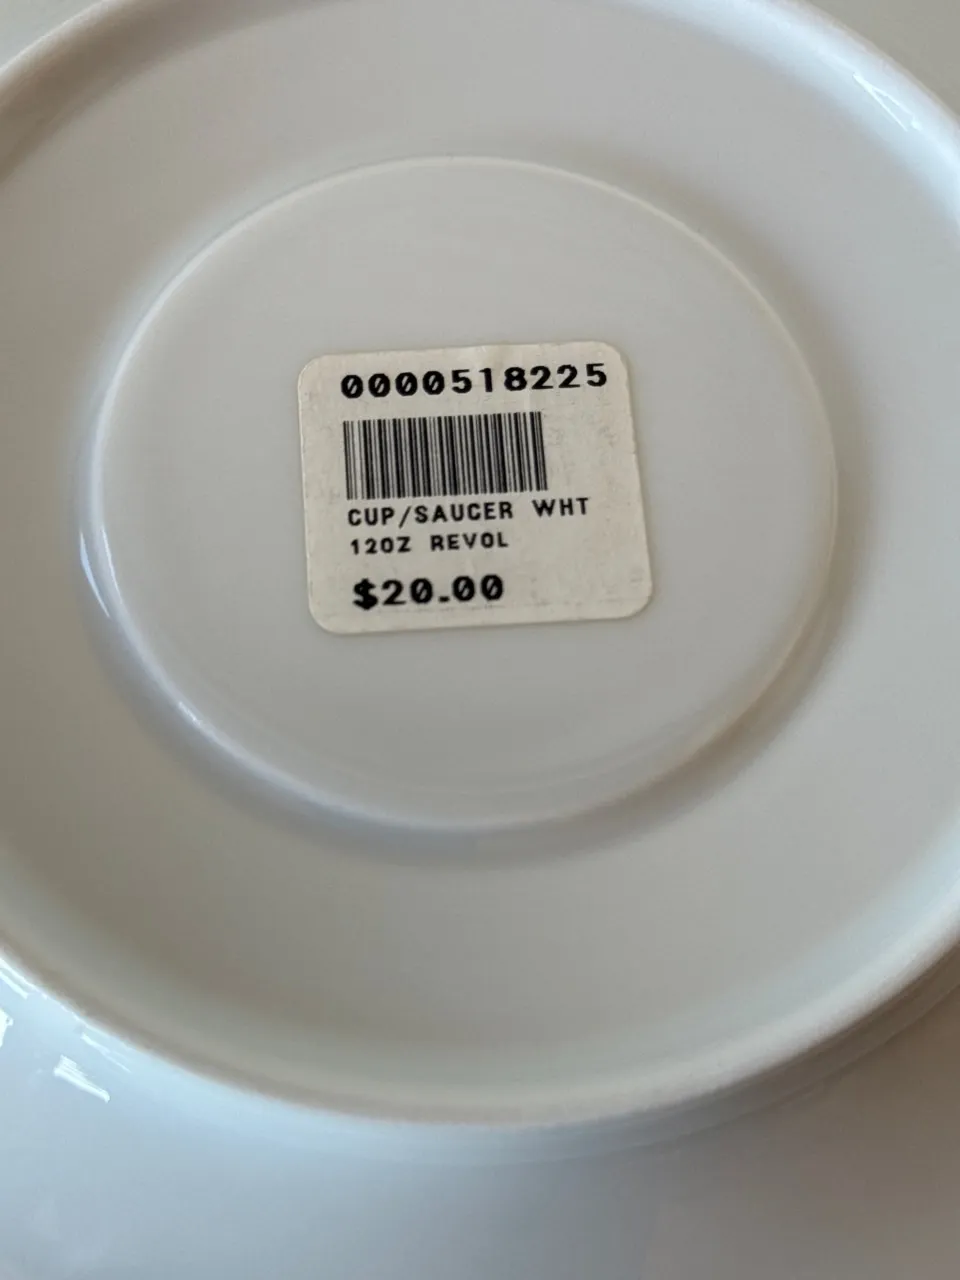 0000518225
CUP/SAUCER WHT
12OZ REVOL
$20.00